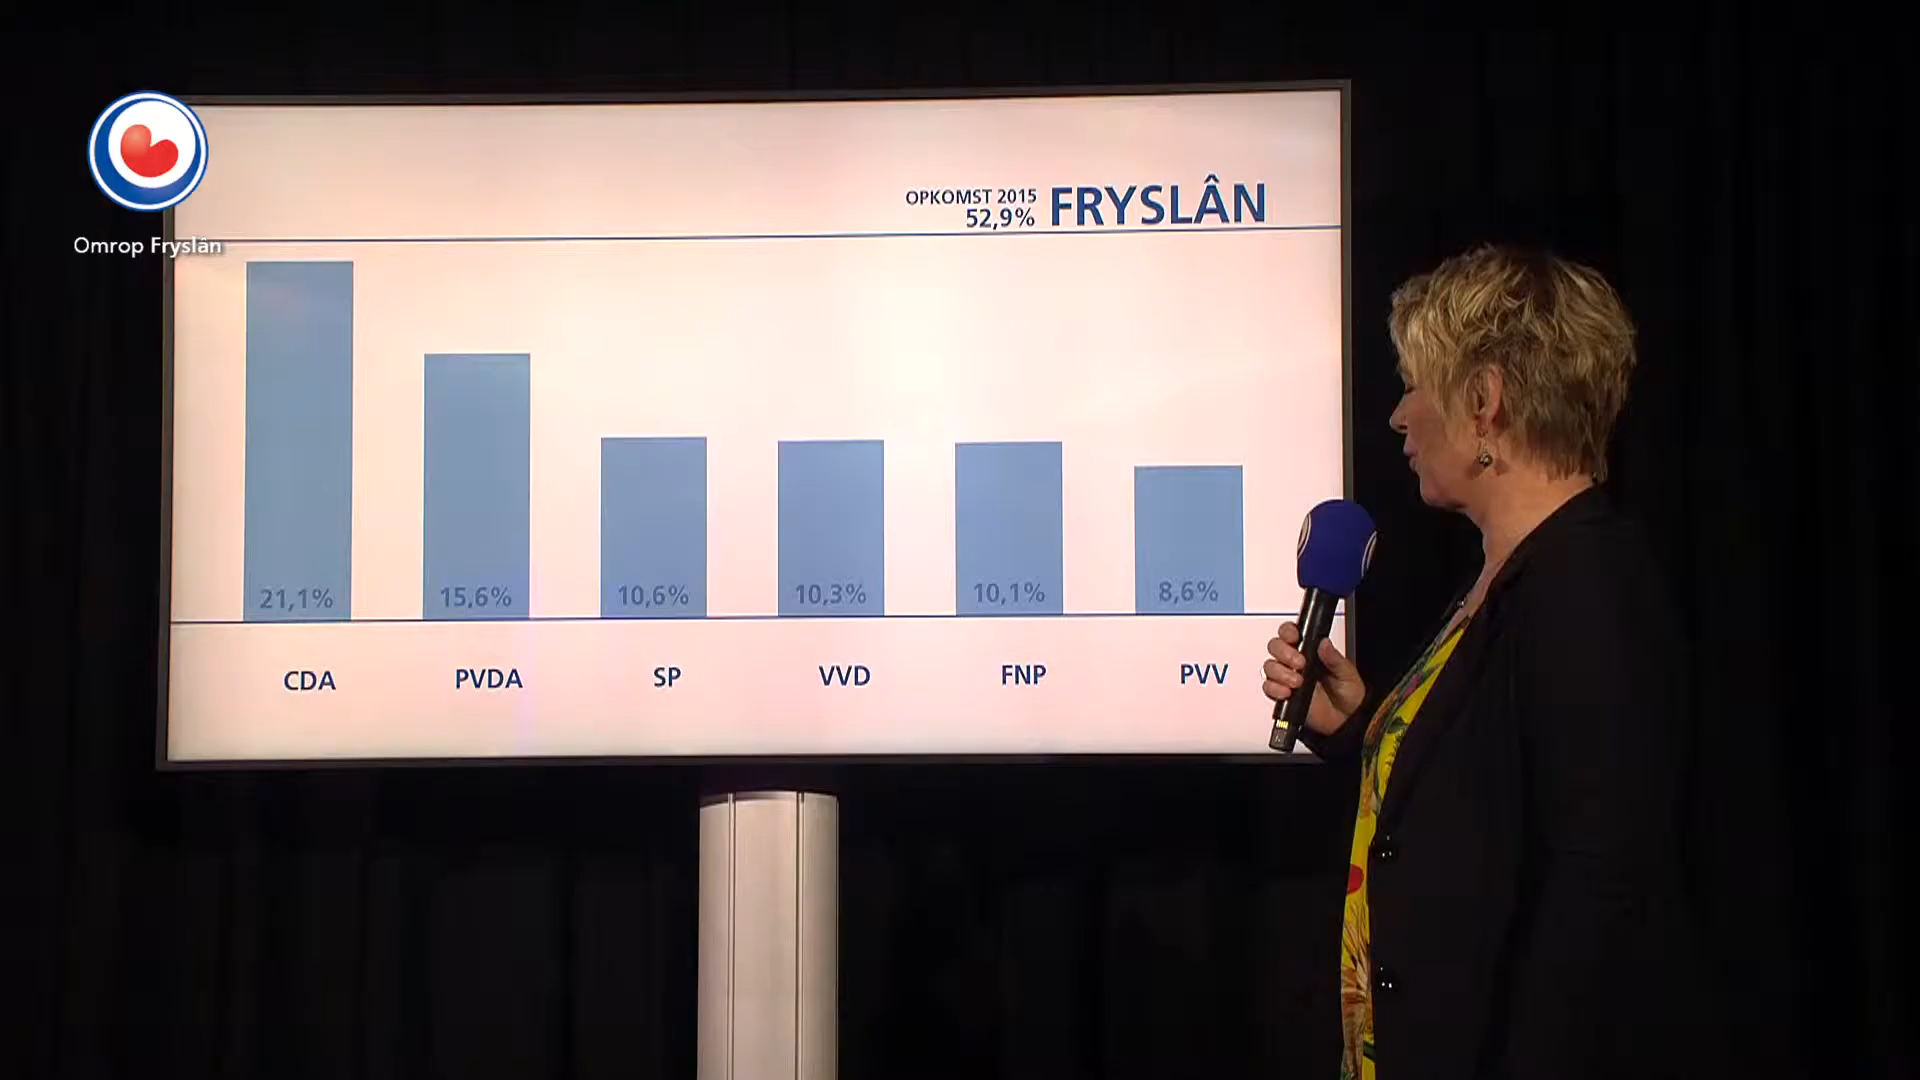 Omrop Fryslân
OPKOMST 2015
52,9%
FRYSLÂN
21,1%
15,6%
10,6%
10,3%
10,1%
8,6%
CDA
PVDA
SP
VVD
FNP
PVV